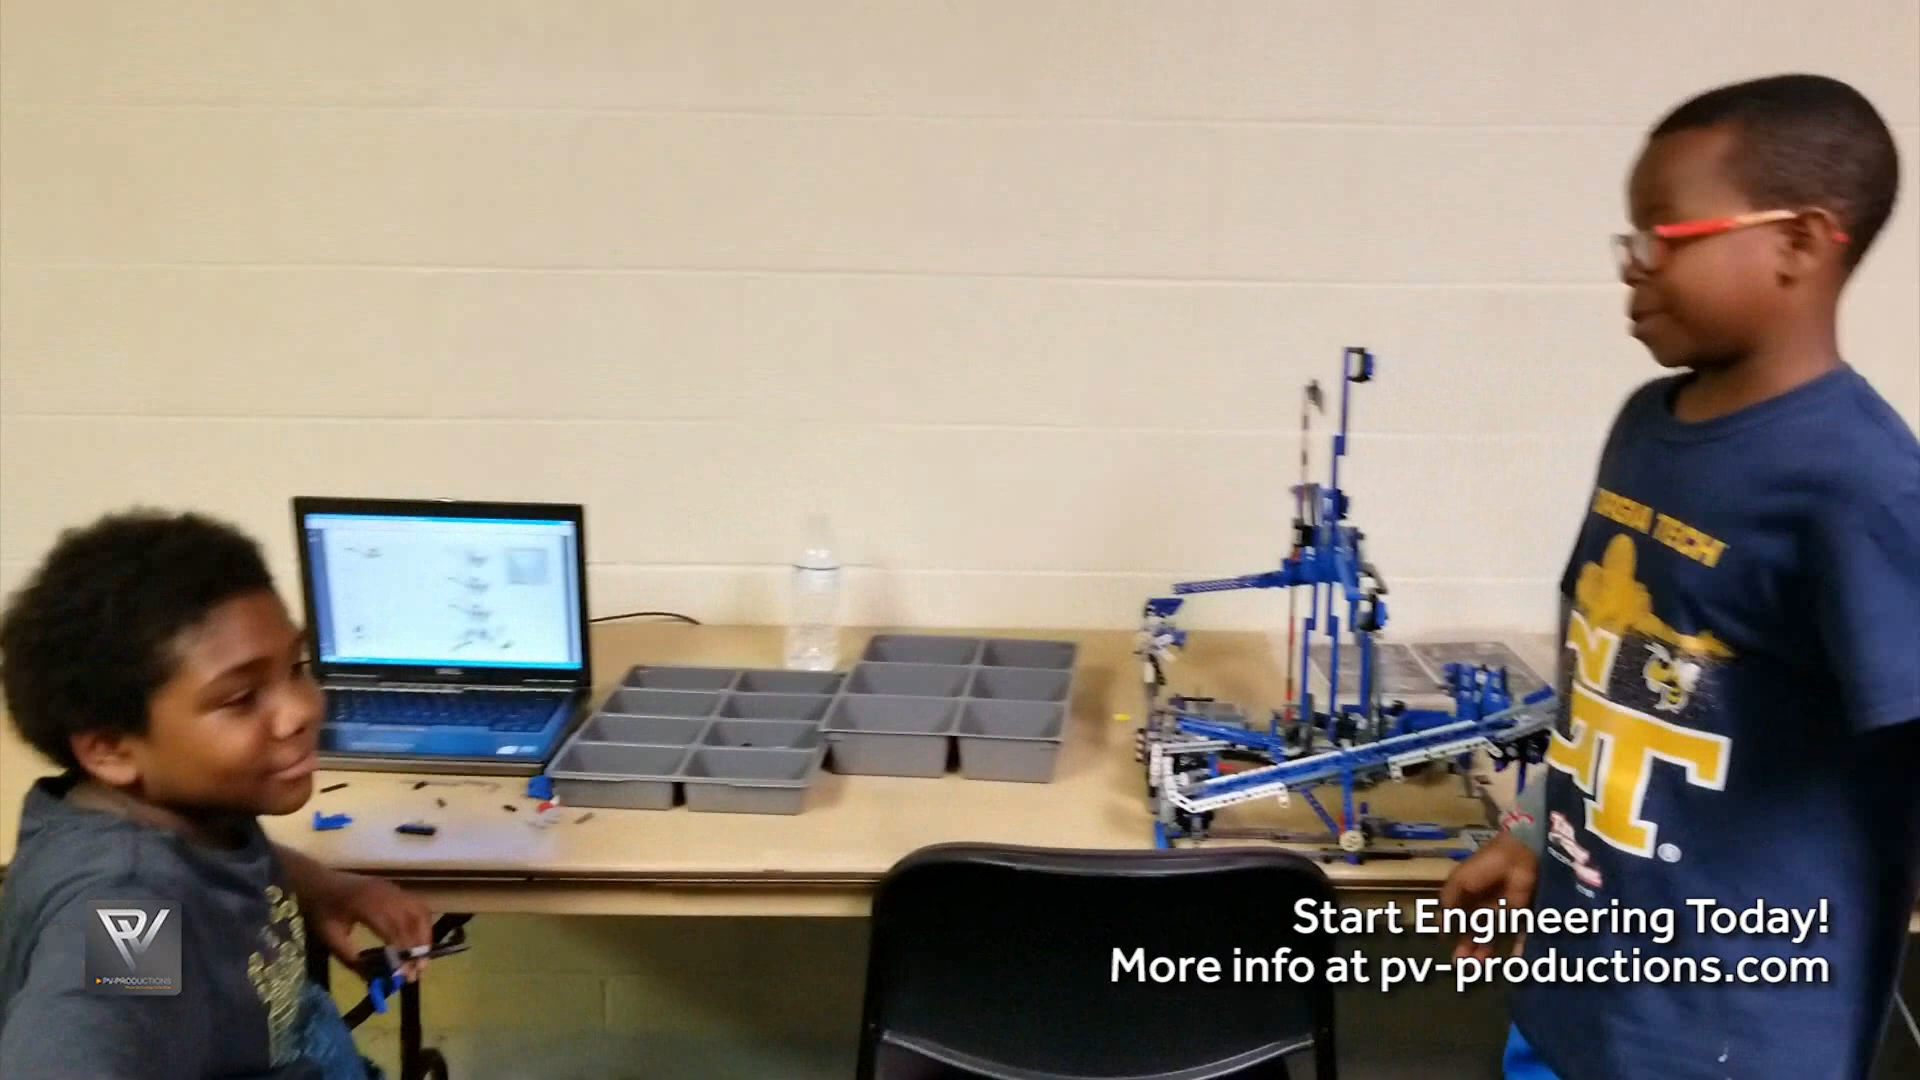 GEORGIA TECH
GT
®
Start Engineering Today!
More info at pv-productions.com
PV
PV-PRODUCTIONS